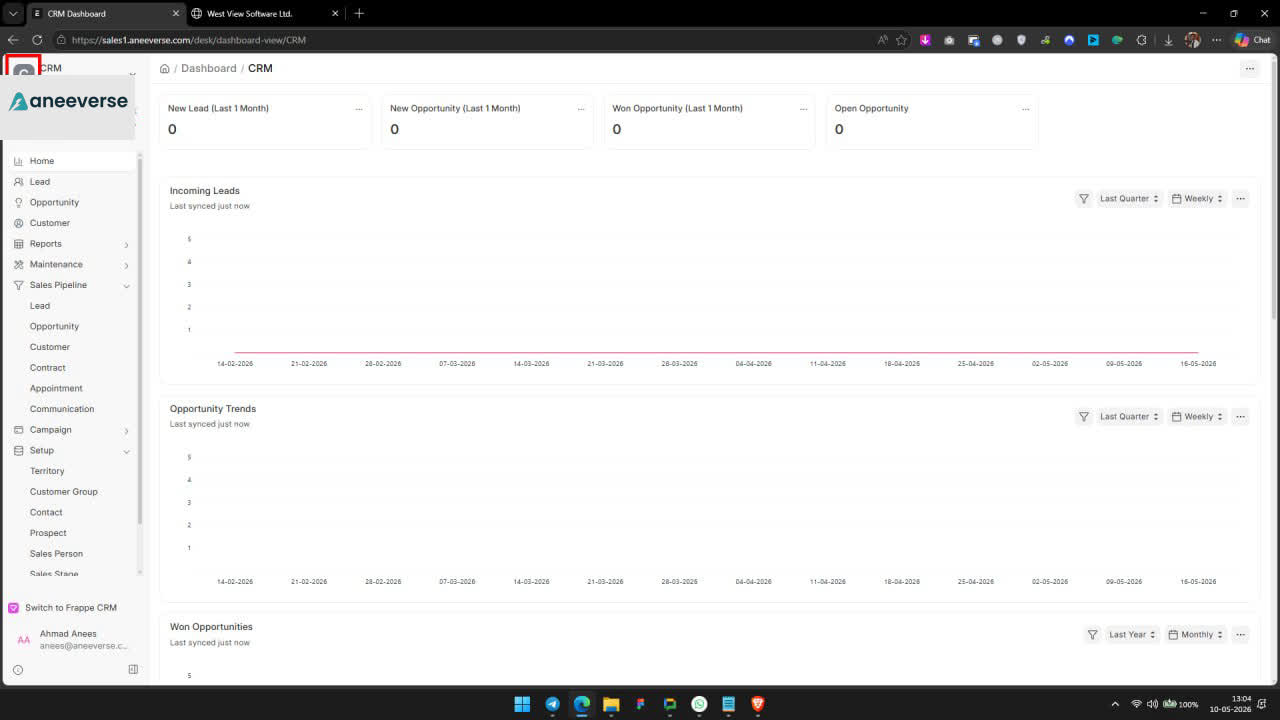 CRM Dashboard
West View Software Ltd.
https://sales1.aneeverse.com/desk/dashboard-view/CRM
Chat
CRM
aneeverse
/ Dashboard / CRM
New Lead (Last 1 Month)
0
New Opportunity (Last 1 Month)
0
Won Opportunity (Last 1 Month)
0
Open Opportunity
0
Home
Lead
Opportunity
Customer
Reports
Maintenance
Sales Pipeline
Lead
Opportunity
Customer
Contract
Appointment
Communication
Campaign
Setup
Territory
Customer Group
Contact
Prospect
Sales Person
Sales Stage
Switch to Frappe CRM
AA
Ahmad Anees
anees@aneeverse.c...
Incoming Leads
Last synced just now
Last Quarter
Weekly
5
4
3
2
1
14-02-2026 21-02-2026 28-02-2026 07-03-2026 14-03-2026 21-03-2026 28-03-2026 04-04-2026 11-04-2026 18-04-2026 25-04-2026 02-05-2026 09-05-2026 16-05-2026
Opportunity Trends
Last synced just now
Last Quarter
Weekly
5
4
3
2
1
14-02-2026 21-02-2026 28-02-2026 07-03-2026 14-03-2026 21-03-2026 28-03-2026 04-04-2026 11-04-2026 18-04-2026 25-04-2026 02-05-2026 09-05-2026 16-05-2026
Won Opportunities
Last synced just now
Last Year
Monthly
5
100%
13:04
10-05-2026